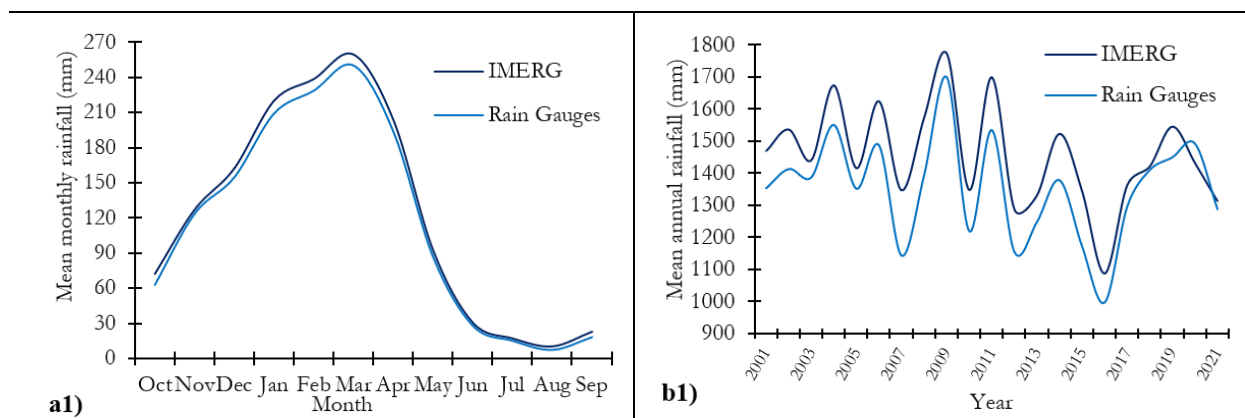 270
240
210
180
150
120
90
60
30
0
Mean monthly rainfall (mm)
IMERG
Rain Gauges
Oct Nov Dec Jan Feb Mar Apr May Jun Jul Aug Sep
Month
a1)
1800
1700
1600
1500
1400
1300
1200
1100
1000
900
Mean annual rainfall (mm)
IMERG
Rain Gauges
2001 2003 2005 2007 2009 2011 2013 2015 2017 2019 2021
Year
b1)